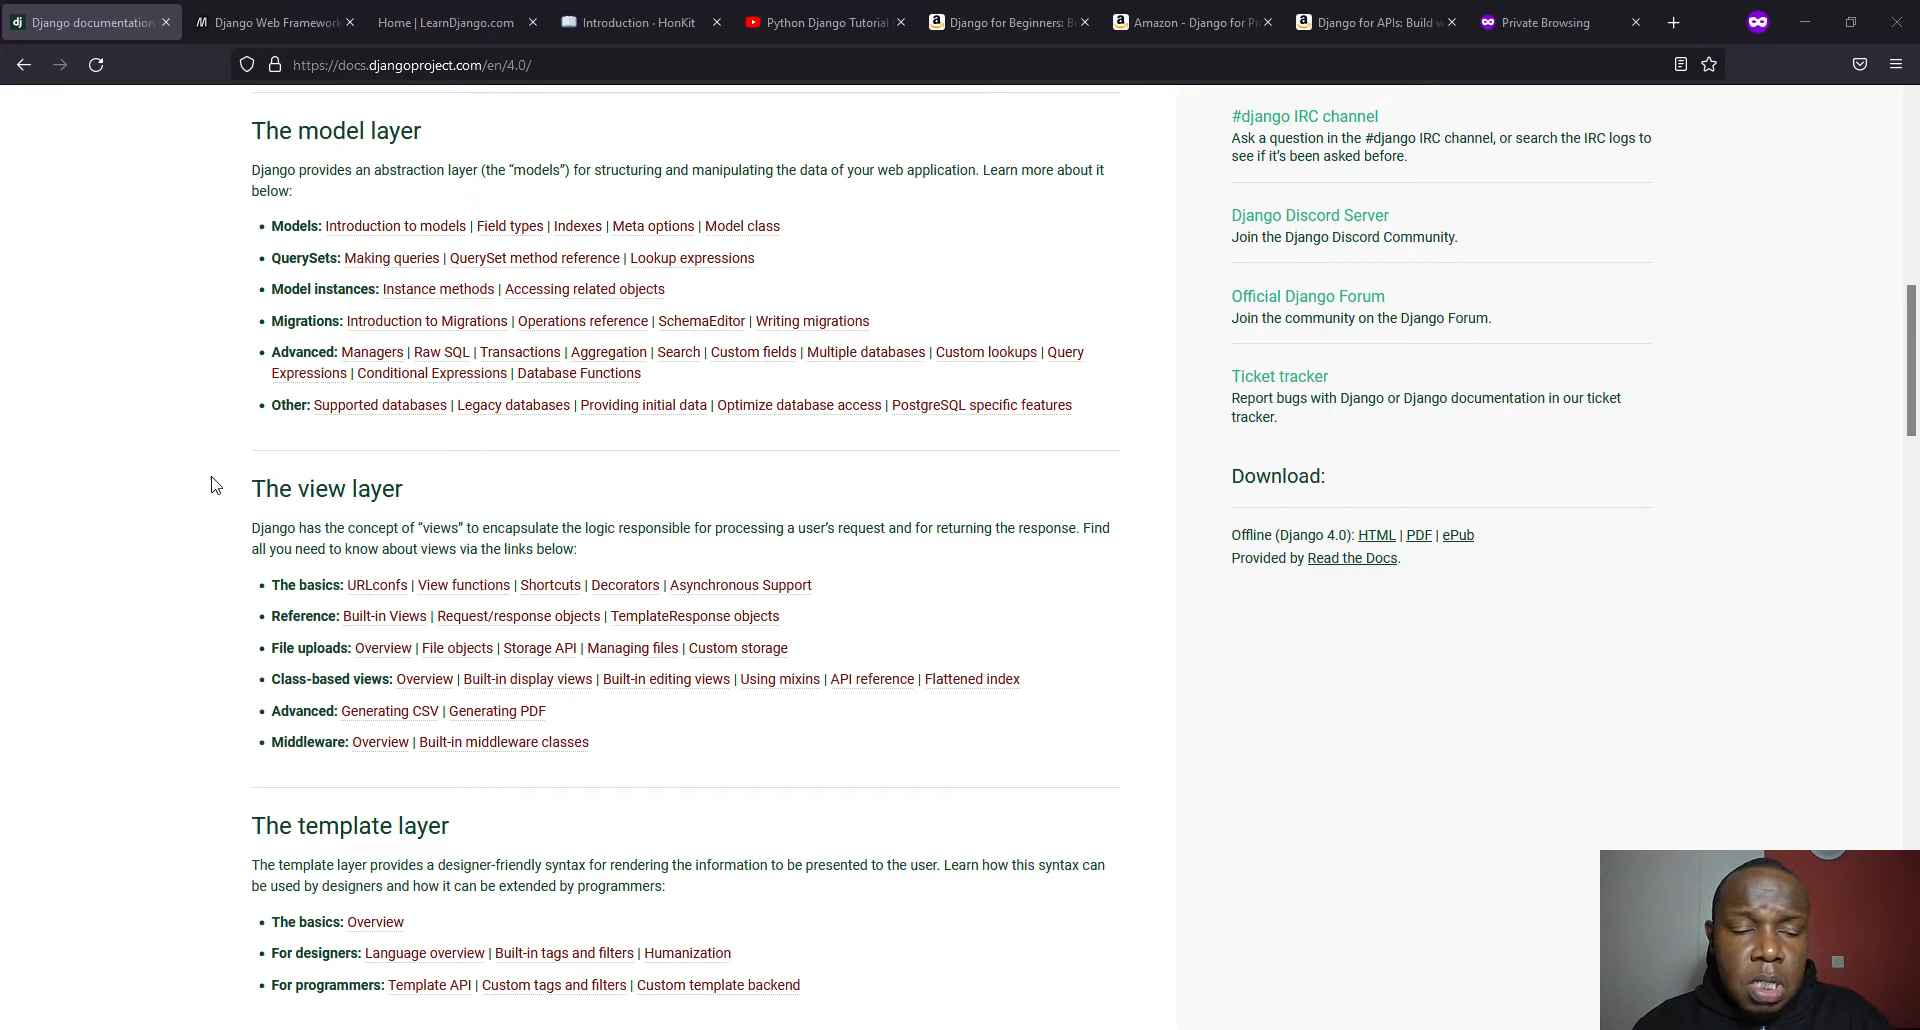 Django documentation
Django Web Framework
Home | LearnDjango.com
Introduction · HonKit
Python Django Tutorial
Django for Beginners: B
Amazon - Django for Pr
Django for APIs: Build w
Private Browsing
https://docs.djangoproject.com/en/4.0/
The model layer
Django provides an abstraction layer (the “models”) for structuring and manipulating the data of your web application. Learn more about it
below:
• Models: Introduction to models | Field types | Indexes | Meta options | Model class
• QuerySets: Making queries | QuerySet method reference | Lookup expressions
• Model instances: Instance methods | Accessing related objects
• Migrations: Introduction to Migrations | Operations reference | SchemaEditor | Writing migrations
• Advanced: Managers | Raw SQL | Transactions | Aggregation | Search | Custom fields | Multiple databases | Custom lookups | Query
Expressions | Conditional Expressions | Database Functions
• Other: Supported databases | Legacy databases | Providing initial data | Optimize database access | PostgreSQL specific features
The view layer
Django has the concept of “views” to encapsulate the logic responsible for processing a user’s request and for returning the response. Find
all you need to know about views via the links below:
• The basics: URLconfs | View functions | Shortcuts | Decorators | Asynchronous Support
• Reference: Built-in Views | Request/response objects | TemplateResponse objects
• File uploads: Overview | File objects | Storage API | Managing files | Custom storage
• Class-based views: Overview | Built-in display views | Built-in editing views | Using mixins | API reference | Flattened index
• Advanced: Generating CSV | Generating PDF
• Middleware: Overview | Built-in middleware classes
The template layer
The template layer provides a designer-friendly syntax for rendering the information to be presented to the user. Learn how this syntax can
be used by designers and how it can be extended by programmers:
• The basics: Overview
• For designers: Language overview | Built-in tags and filters | Humanization
• For programmers: Template API | Custom tags and filters | Custom template backend
#django IRC channel
Ask a question in the #django IRC channel, or search the IRC logs to
see if it’s been asked before.
Django Discord Server
Join the Django Discord Community.
Official Django Forum
Join the community on the Django Forum.
Ticket tracker
Report bugs with Django or Django documentation in our ticket
tracker.
Download:
Offline (Django 4.0): HTML | PDF | ePub
Provided by Read the Docs.